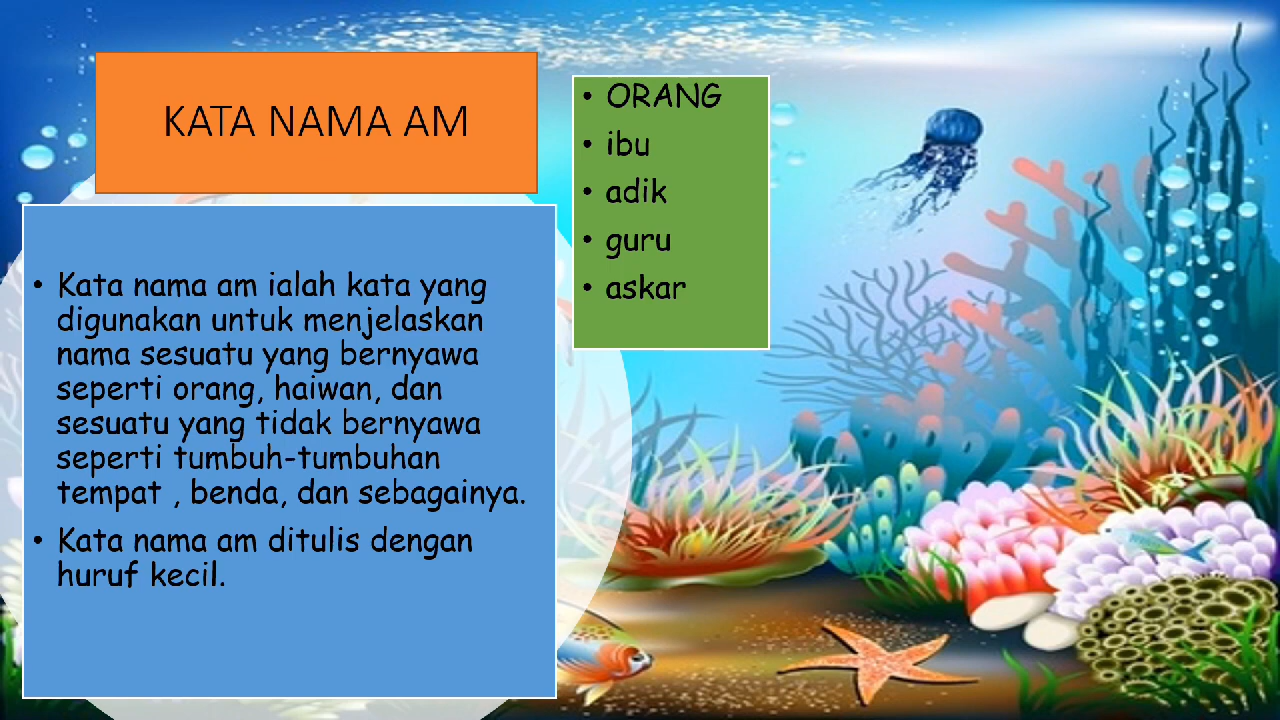 KATA NAMA AM
• Kata nama am ialah kata yang
digunakan untuk menjelaskan
nama sesuatu yang bernyawa
seperti orang, haiwan, dan
sesuatu yang tidak bernyawa
seperti tumbuh-tumbuhan
tempat , benda, dan sebagainya.
• Kata nama am ditulis dengan
huruf kecil.
• ORANG
• ibu
• adik
• guru
• askar